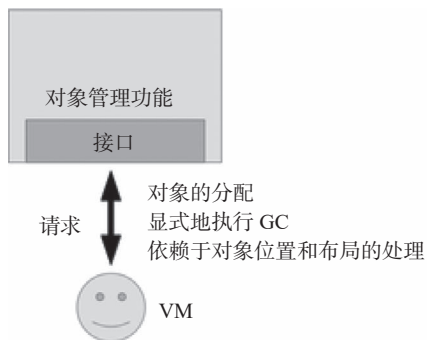 对象管理功能
接口
对象的分配
显式地执行 GC
请求
依赖于对象位置和布局的处理
VM